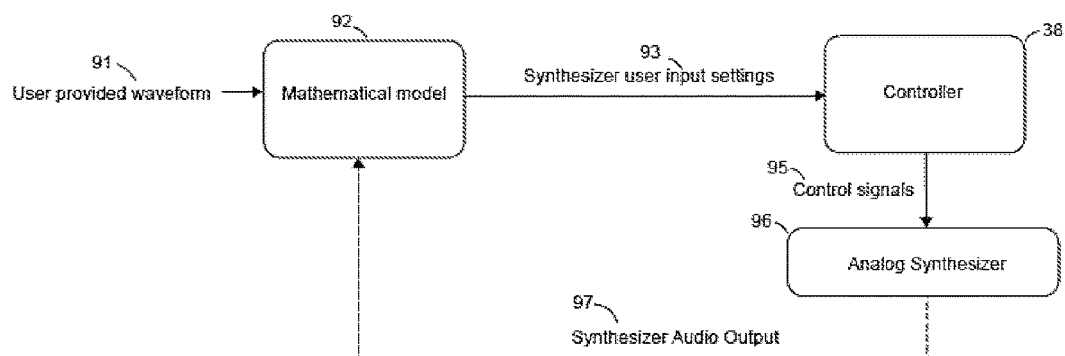 92
38
91
93
User provided waveform
Mathematical model
Synthesizer user input settings
Controller
95
Control signals
96
Analog Synthesizer
97
Synthesizer Audio Output